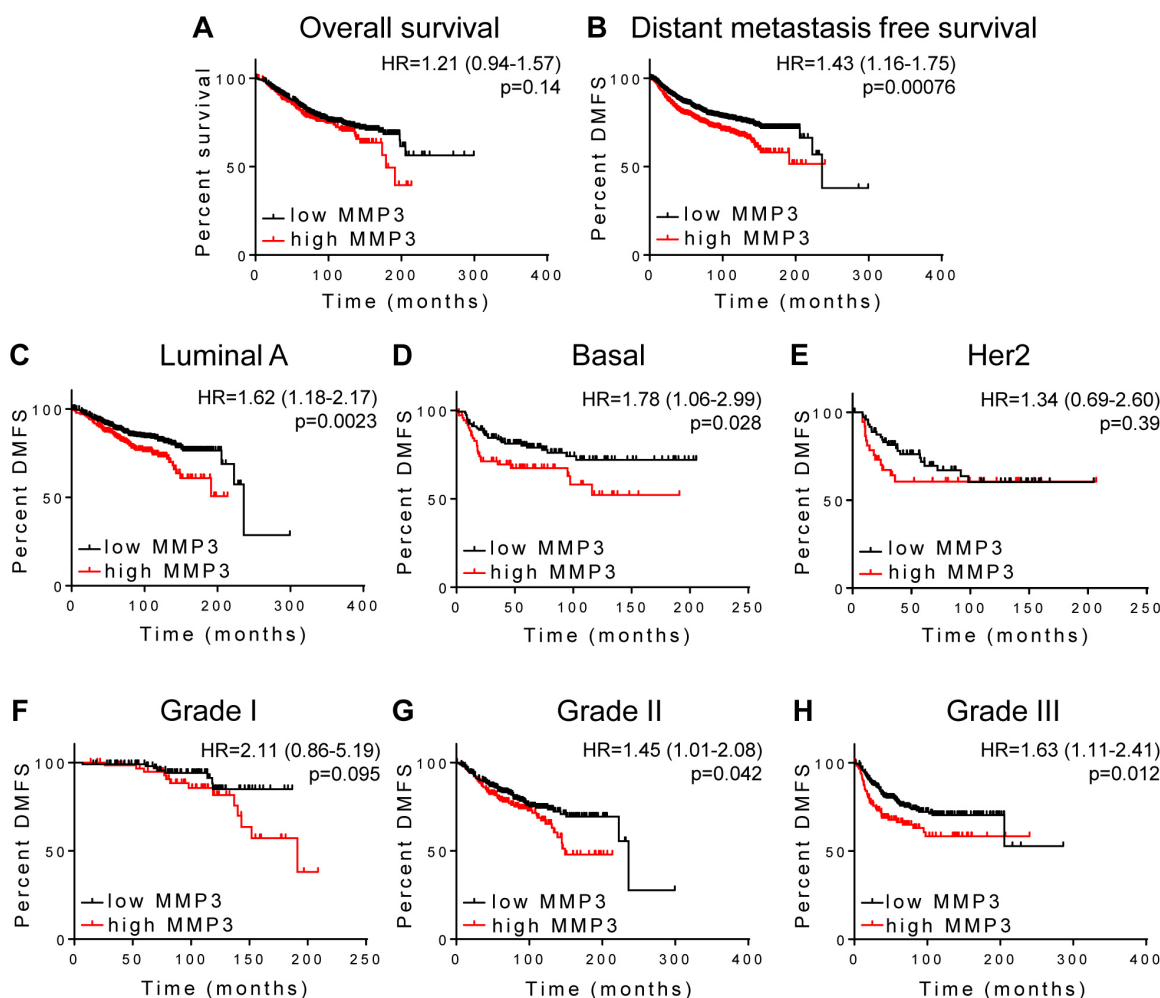 A Overall survival
HR=1.21 (0.94-1.57)
p=0.14
Percent survival
100
50
0
low MMP3
high MMP3
0 100 200 300 400
Time (months)
B Distant metastasis free survival
HR=1.43 (1.16-1.75)
p=0.00076
Percent DMFS
100
50
0
low MMP3
high MMP3
0 100 200 300 400
Time (months)
C Luminal A
HR=1.62 (1.18-2.17)
p=0.0023
Percent DMFS
100
50
0
low MMP3
high MMP3
0 100 200 300 400
Time (months)
D Basal
HR=1.78 (1.06-2.99)
p=0.028
Percent DMFS
100
50
0
low MMP3
high MMP3
0 50 100 150 200 250
Time (months)
E Her2
HR=1.34 (0.69-2.60)
p=0.39
Percent DMFS
100
50
0
low MMP3
high MMP3
0 50 100 150 200 250
Time (months)
F Grade I
HR=2.11 (0.86-5.19)
p=0.095
Percent DMFS
100
50
0
low MMP3
high MMP3
0 50 100 150 200 250
Time (months)
G Grade II
HR=1.45 (1.01-2.08)
p=0.042
Percent DMFS
100
50
0
low MMP3
high MMP3
0 100 200 300 400
Time (months)
H Grade III
HR=1.63 (1.11-2.41)
p=0.012
Percent DMFS
100
50
0
low MMP3
high MMP3
0 100 200 300 400
Time (months)